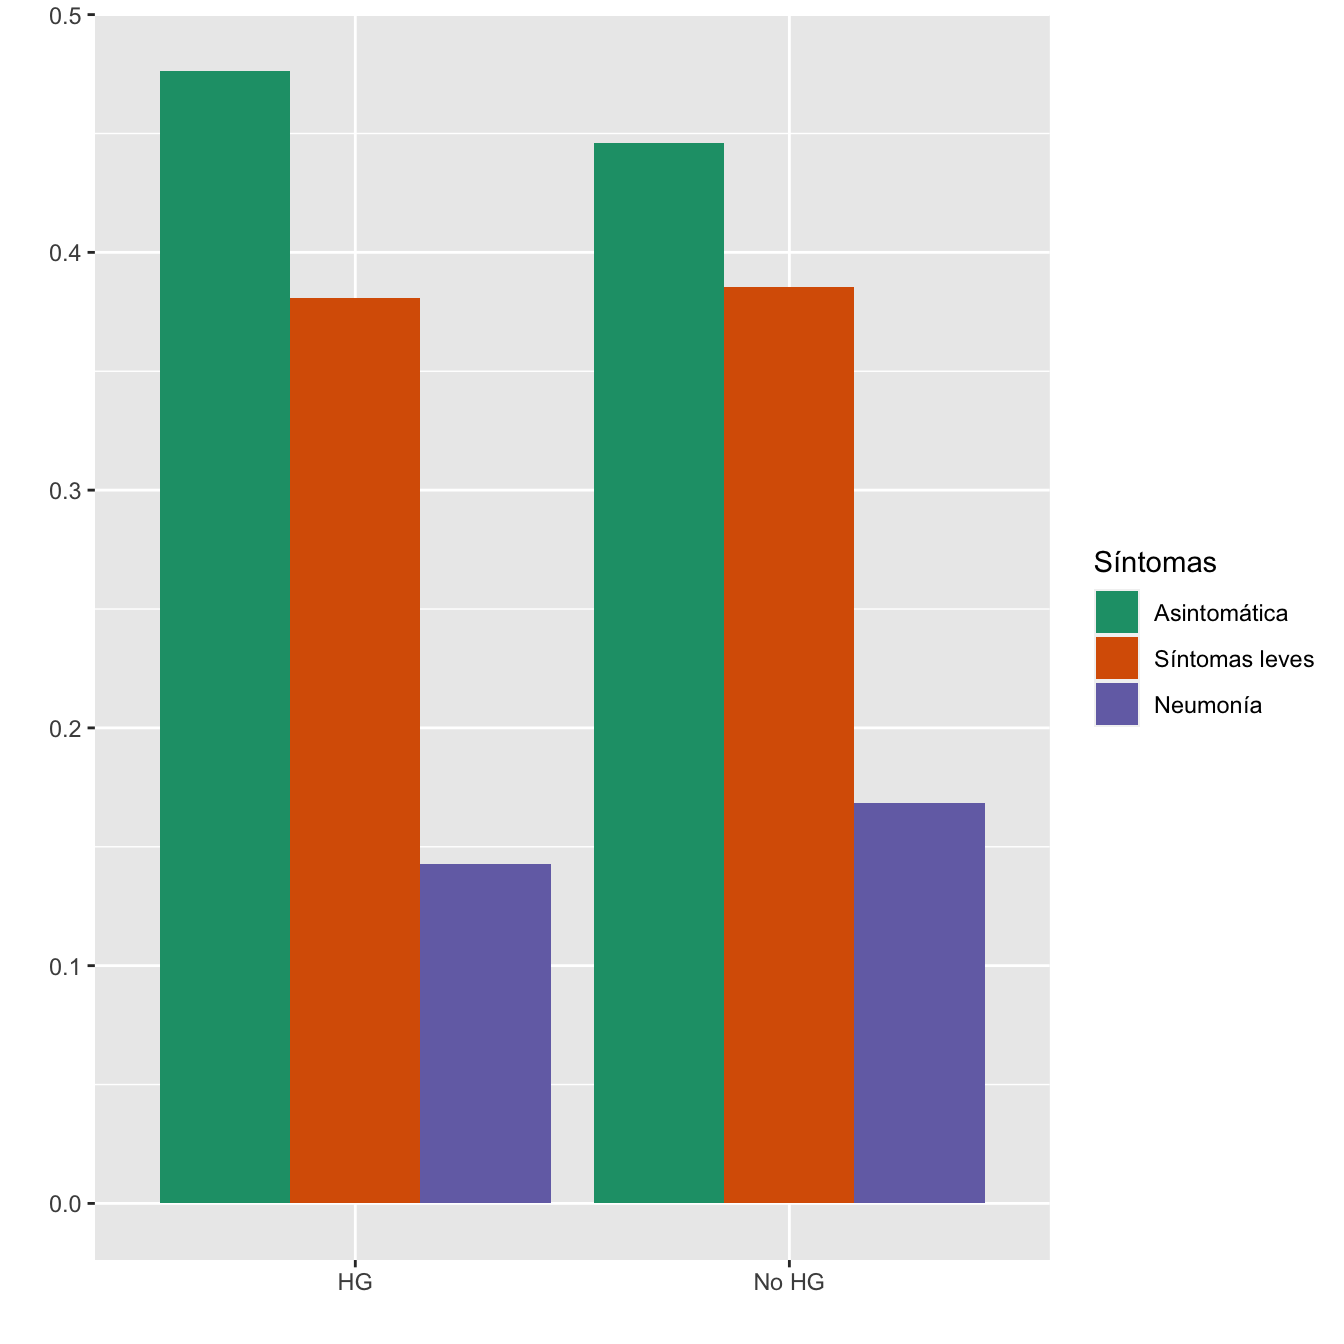 0.5
0.4
0.3
0.2
0.1
0.0
HG
No HG
Síntomas
Asintomática
Síntomas leves
Neumonía